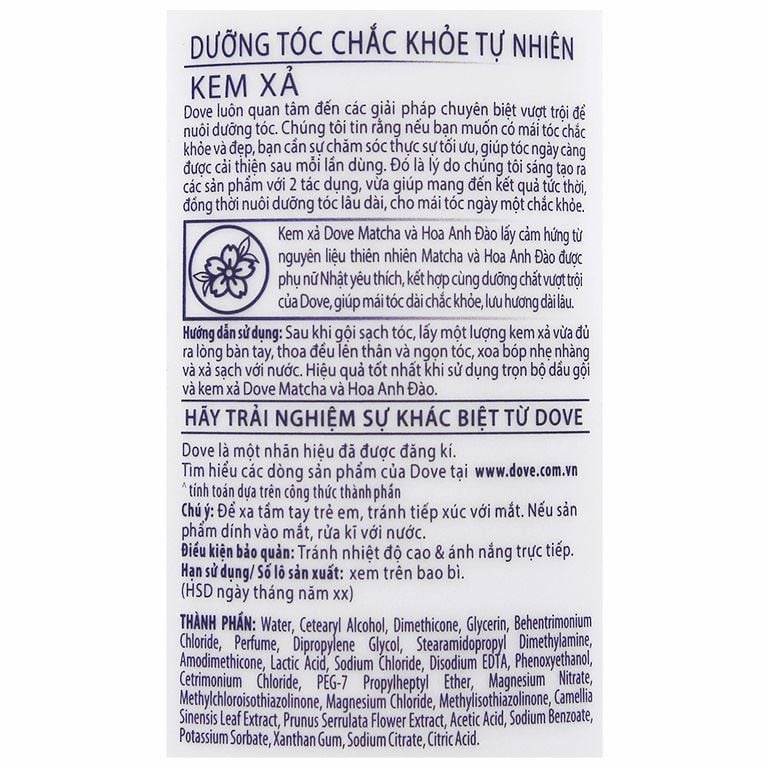 DƯỠNG TÓC CHẮC KHỎE TỰ NHIÊN
KEM XẢ
Dove luôn quan tâm đến các giải pháp chuyên biệt vượt trội để
nuôi dưỡng tóc. Chúng tôi tin rằng nếu bạn muốn có mái tóc chắc
khỏe và đẹp, bạn cần sự chăm sóc thực sự tối ưu, giúp tóc ngày càng
được cải thiện sau mỗi lần dùng. Đó là lý do chúng tôi sáng tạo ra
các sản phẩm với 2 tác dụng, vừa giúp mang đến kết quả tức thời,
đồng thời nuôi dưỡng tóc lâu dài, cho mái tóc ngày một chắc khỏe.
Kem xả Dove Matcha và Hoa Anh Đào lấy cảm hứng từ
nguyên liệu thiên nhiên Matcha và Hoa Anh Đào được
phụ nữ Nhật yêu thích, kết hợp cùng dưỡng chất vượt trội
của Dove, giúp mái tóc dài chắc khỏe, lưu hương dài lâu.
Hướng dẫn sử dụng: Sau khi gội sạch tóc, lấy một lượng kem xả vừa đủ
ra lòng bàn tay, thoa đều lên thân và ngọn tóc, xoa bóp nhẹ nhàng
và xả sạch với nước. Hiệu quả tốt nhất khi sử dụng trọn bộ dầu gội
và kem xả Dove Matcha và Hoa Anh Đào.
HÃY TRẢI NGHIỆM SỰ KHÁC BIỆT TỪ DOVE
Dove là một nhãn hiệu đã được đăng kí.
Tìm hiểu các dòng sản phẩm của Dove tại www.dove.com.vn
^tính toán dựa trên công thức thành phần
Chú ý: Để xa tầm tay trẻ em, tránh tiếp xúc với mắt. Nếu sản
phẩm dính vào mắt, rửa kĩ với nước.
Điều kiện bảo quản: Tránh nhiệt độ cao & ánh nắng trực tiếp.
Hạn sử dụng/ Số lô sản xuất: xem trên bao bì.
(HSD ngày tháng năm xx)
THÀNH PHẦN: Water, Cetearyl Alcohol, Dimethicone, Glycerin, Behentrimonium
Chloride, Perfume, Dipropylene Glycol, Stearamidopropyl Dimethylamine,
Amodimethicone, Lactic Acid, Sodium Chloride, Disodium EDTA, Phenoxyethanol,
Cetrimonium Chloride, PEG-7 Propylheptyl Ether, Magnesium Nitrate,
Methylchloroisothiazolinone, Magnesium Chloride, Methylisothiazolinone, Camellia
Sinensis Leaf Extract, Prunus Serrulata Flower Extract, Acetic Acid, Sodium Benzoate,
Potassium Sorbate, Xanthan Gum, Sodium Citrate, Citric Acid.